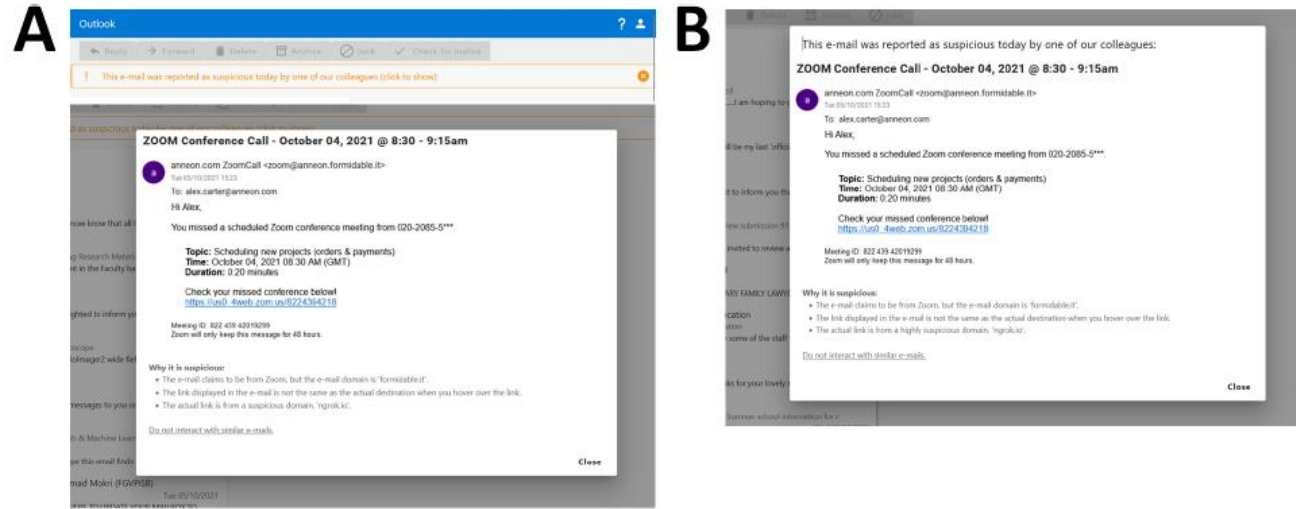 A
Outlook
?
Reply Forward Delete Archive Junk Check for malice
! This e-mail was reported as suspicious today by one of our colleagues (click to show)
ZOOM Conference Call - October 04, 2021 @ 8:30 - 9:15am
a
anneon.com ZoomCall <zoom@anneon.formidable.it>
Tue 05/10/2021 15:23
To: alex.carter@anneon.com
Hi Alex,
You missed a scheduled Zoom conference meeting from 020-2085-5***.
Topic: Scheduling new projects (orders & payments)
Time: October 04, 2021 08:30 AM (GMT)
Duration: 0:20 minutes
Check your missed conference below!
https://us0_4web.zom.us/8224394218
Meeting ID: 822 439 42019299
Zoom will only keep this message for 48 hours.
Why it is suspicious:
• The e-mail claims to be from Zoom, but the e-mail domain is 'formidable.it'.
• The link displayed in the e-mail is not the same as the actual destination when you hover over the link.
• The actual link is from a suspicious domain, 'ngrok.io'.
Do not interact with similar e-mails.
Close
Tue 05/10/2021
B
Delete Archive Junk
This e-mail was reported as suspicious today by one of our colleagues:
ZOOM Conference Call - October 04, 2021 @ 8:30 - 9:15am
a
anneon.com ZoomCall <zoom@anneon.formidable.it>
Tue 05/10/2021 15:23
To: alex.carter@anneon.com
Hi Alex,
You missed a scheduled Zoom conference meeting from 020-2085-5***.
Topic: Scheduling new projects (orders & payments)
Time: October 04, 2021 08:30 AM (GMT)
Duration: 0:20 minutes
Check your missed conference below!
https://us0_4web.zom.us/8224394218
Meeting ID: 822 439 42019299
Zoom will only keep this message for 48 hours.
Why it is suspicious:
• The e-mail claims to be from Zoom, but the e-mail domain is 'formidable.it'.
• The link displayed in the e-mail is not the same as the actual destination when you hover over the link.
• The actual link is from a highly suspicious domain, 'ngrok.io'.
Do not interact with similar e-mails.
Close